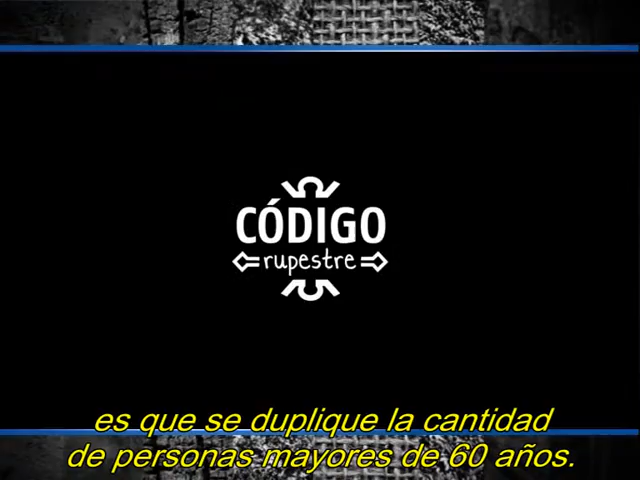 CÓDIGO
rupestre
es que se duplique la cantidad
de personas mayores de 60 años.